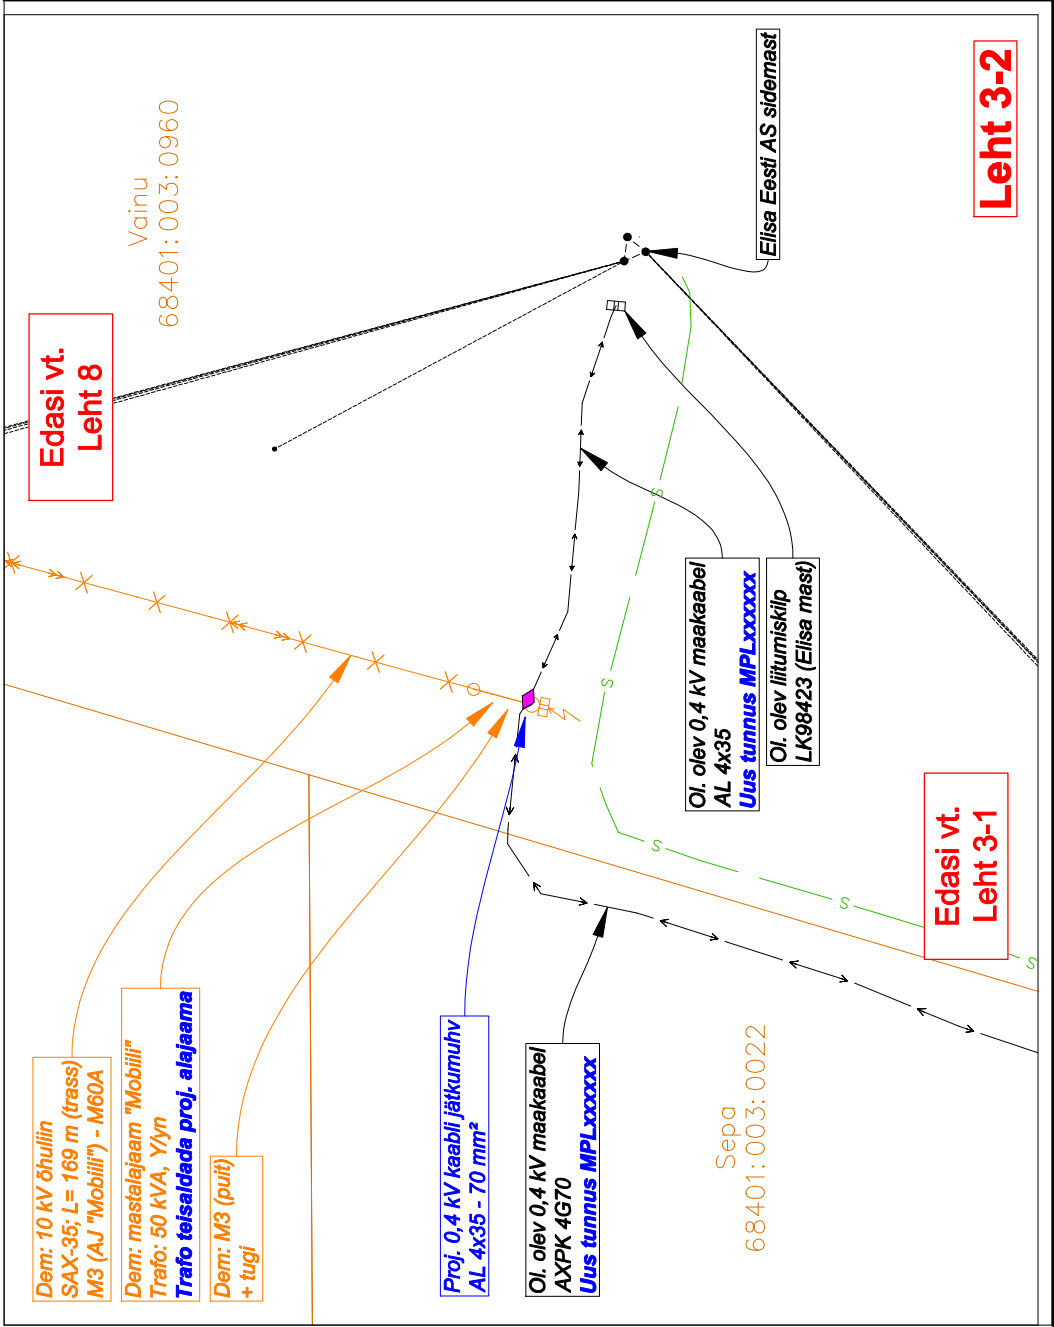 Leht 3-2
Elisa Eesti AS sidemast
Vainu
68401:003:0960
Edasi vt.
Leht 8
Dem: 10 kV õhuliin
SAX-35; L= 169 m (trass)
M3 (AJ "Mobiili") - M60A
Dem: mastalajaam "Mobiili"
Trafo: 50 kVA, Y/yn
Trafo teisaldada proj. alajaama
Dem: M3 (puit)
+ tugi
Proj. 0,4 kV kaabli jätkumuhv
AL 4x35 - 70 mm²
Ol. olev 0,4 kV maakaabel
AXPK 4G70
Uus tunnus MPLxxxxxx
Ol. olev 0,4 kV maakaabel
AL 4x35
Uus tunnus MPLxxxxxx
Ol. olev liitumiskilp
LK98423 (Elisa mast)
Edasi vt.
Leht 3-1
Sepa
68401:003:0022
S
S
S
S
S